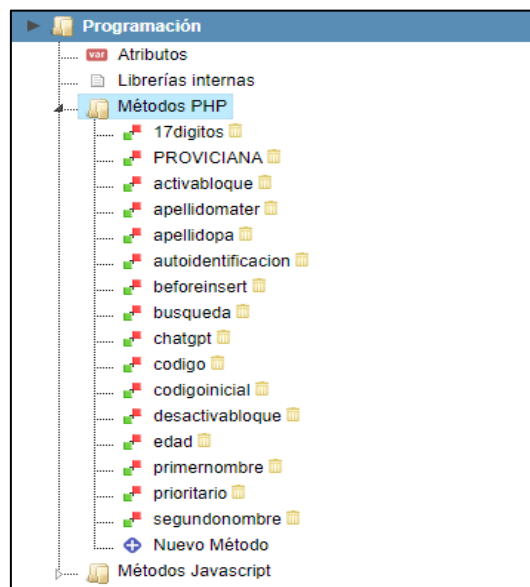 Programación
var Atributos
Librerías internas
Métodos PHP
17digitos
PROVICIANA
activabloque
apellidomater
apellidopa
autoidentificacion
beforeinsert
busqueda
chatgpt
codigo
codigoinicial
desactivabloque
edad
primernombre
prioritario
segundonombre
Nuevo Método
Métodos Javascript